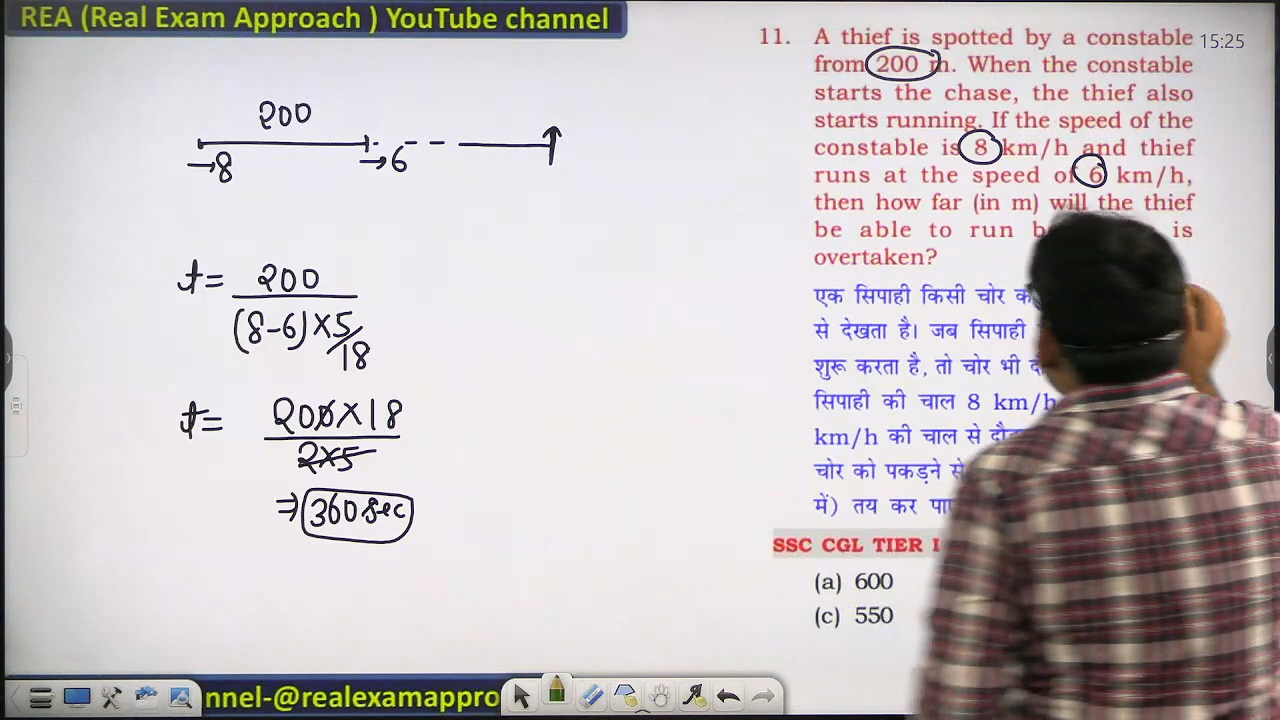 REA (Real Exam Approach ) YouTube channel
15:25
200
→8
→6
t=
200
(8-6)×5/18
t=
200×18
2×5
⇒ 360 sec
11. A thief is spotted by a constable
from 200 m. When the constable
starts the chase, the thief also
starts running. If the speed of the
constable is 8 km/h and thief
runs at the speed of 6 km/h,
then how far (in m) will the thief
be able to run is
overtaken?
एक सिपाही किसी चोर
से देखता है। जब सिपाही
शुरू करता है, तो चोर भी
सिपाही की चाल 8 km/h
km/h की चाल से
चोर को पकड़ने से
में) तय कर
SSC CGL TIER
(a) 600
(c) 550
nnel-@realexamappro